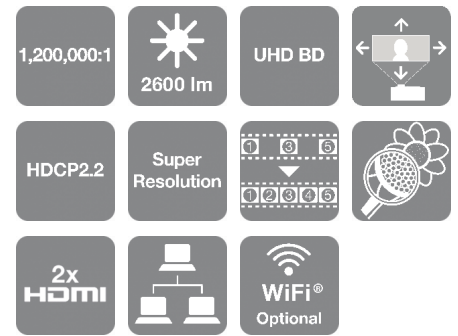 1,200,000:1
2600 lm
UHD BD
HDCP2.2
Super
Resolution
1 3 5
1 2 3 4 5
2x
HDMI
WiFi®
Optional